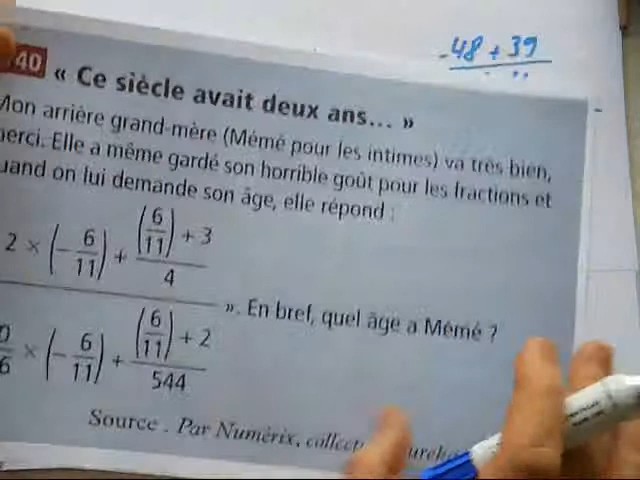 - 48 + 39
40 « Ce siècle avait deux ans... »
Mon arrière grand-mère (Mémé pour les intimes) va très bien,
merci. Elle a même gardé son horrible goût pour les fractions et
quand on lui demande son âge, elle répond :
2 × (-6/11) + ((6/11) + 3)/4
/6 × (-6/11) + ((6/11) + 2)/544
». En bref, quel âge a Mémé ?
Source . Par Numérix, collect